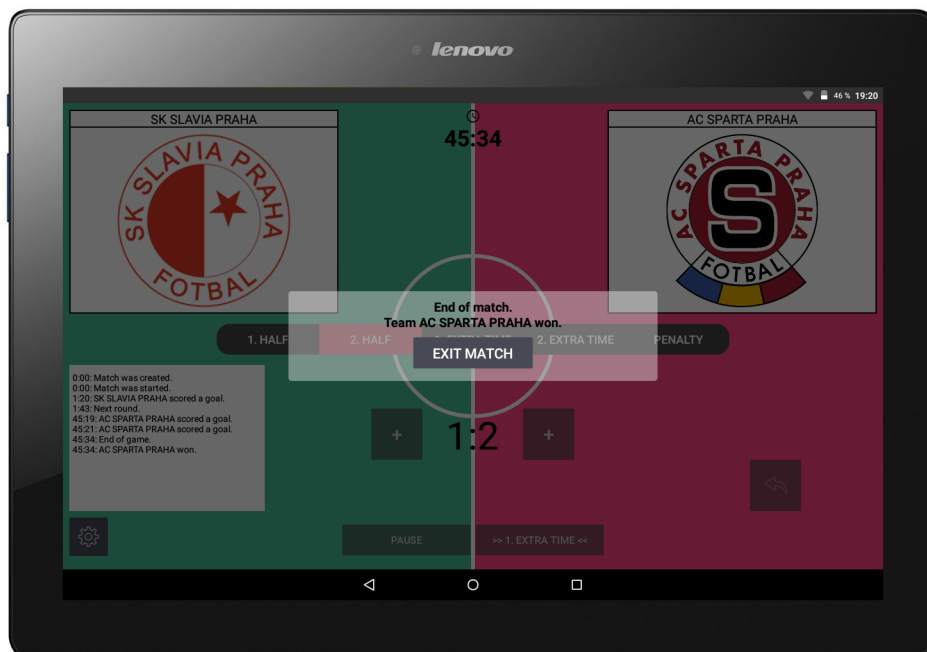 lenovo
46 % 19:20
SK SLAVIA PRAHA
45:34
AC SPARTA PRAHA
SK SLAVIA PRAHA
FOTBAL
AC SPARTA PRAHA
S
FOTBAL
End of match.
Team AC SPARTA PRAHA won.
1. HALF 2. HALF 1. EXTRA TIME 2. EXTRA TIME PENALTY
EXIT MATCH
0:00: Match was created.
0:00: Match was started.
1:20: SK SLAVIA PRAHA scored a goal.
1:43: Next round.
45:19: AC SPARTA PRAHA scored a goal.
45:21: AC SPARTA PRAHA scored a goal.
45:34: End of game.
45:34: AC SPARTA PRAHA won.
+ 1:2 +
PAUSE >> 1. EXTRA TIME <<